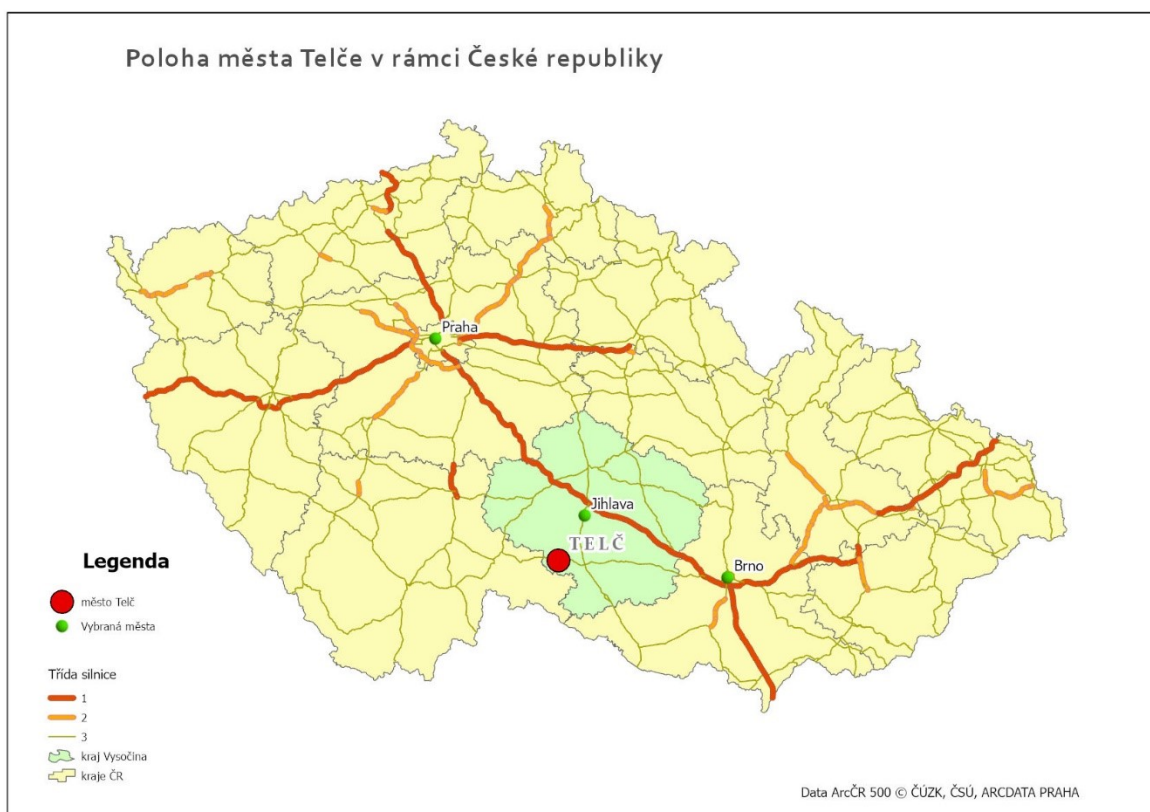 Poloha města Telče v rámci České republiky
Praha
Jihlava
TELČ
Brno
Legenda
město Telč
Vybraná města
Třída silnice
1
2
3
kraj Vysočina
kraje ČR
Data ArcČR 500 © ČÚZK, ČSÚ, ARCDATA PRAHA